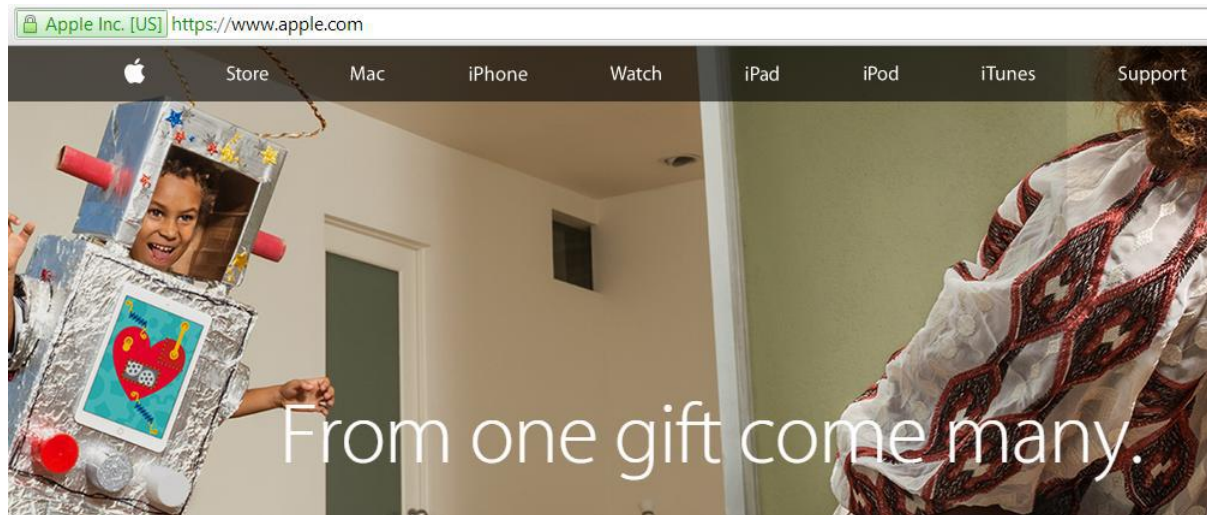 Apple Inc. [US] https://www.apple.com
Store Mac iPhone Watch iPad iPod iTunes Support
From one gift come many.